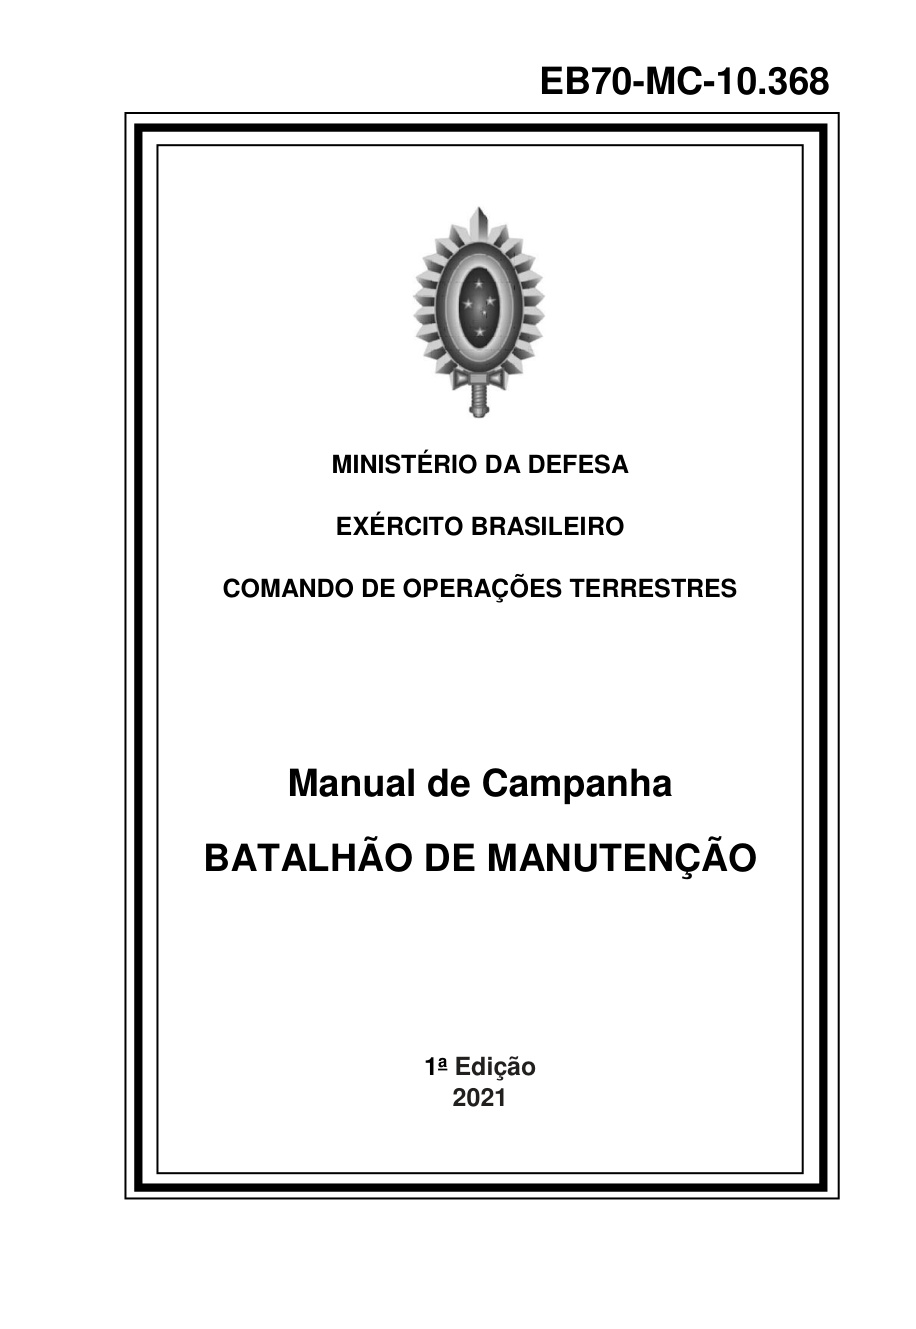 EB70-MC-10.368
MINISTÉRIO DA DEFESA
EXÉRCITO BRASILEIRO
COMANDO DE OPERAÇÕES TERRESTRES
Manual de Campanha
BATALHÃO DE MANUTENÇÃO
1ª Edição
2021